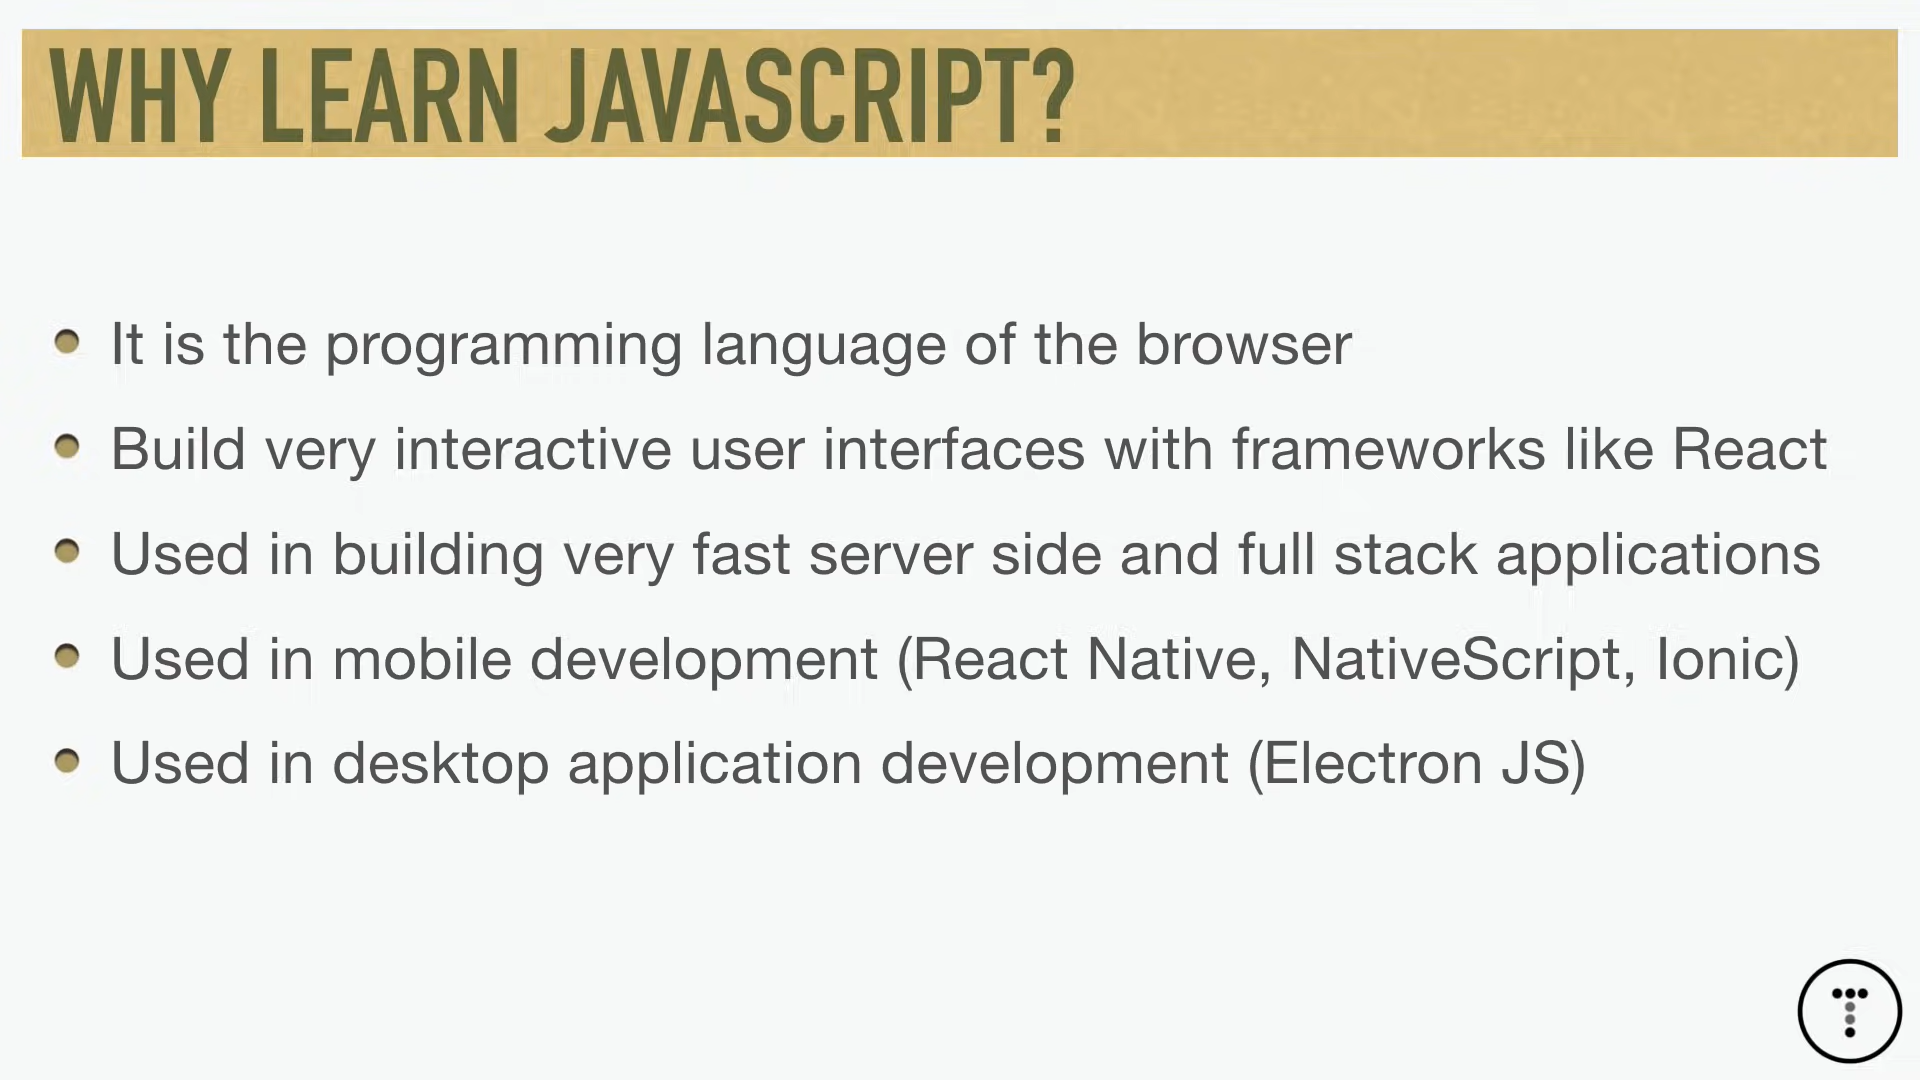 WHY LEARN JAVASCRIPT?
It is the programming language of the browser
Build very interactive user interfaces with frameworks like React
Used in building very fast server side and full stack applications
Used in mobile development (React Native, NativeScript, Ionic)
Used in desktop application development (Electron JS)
T